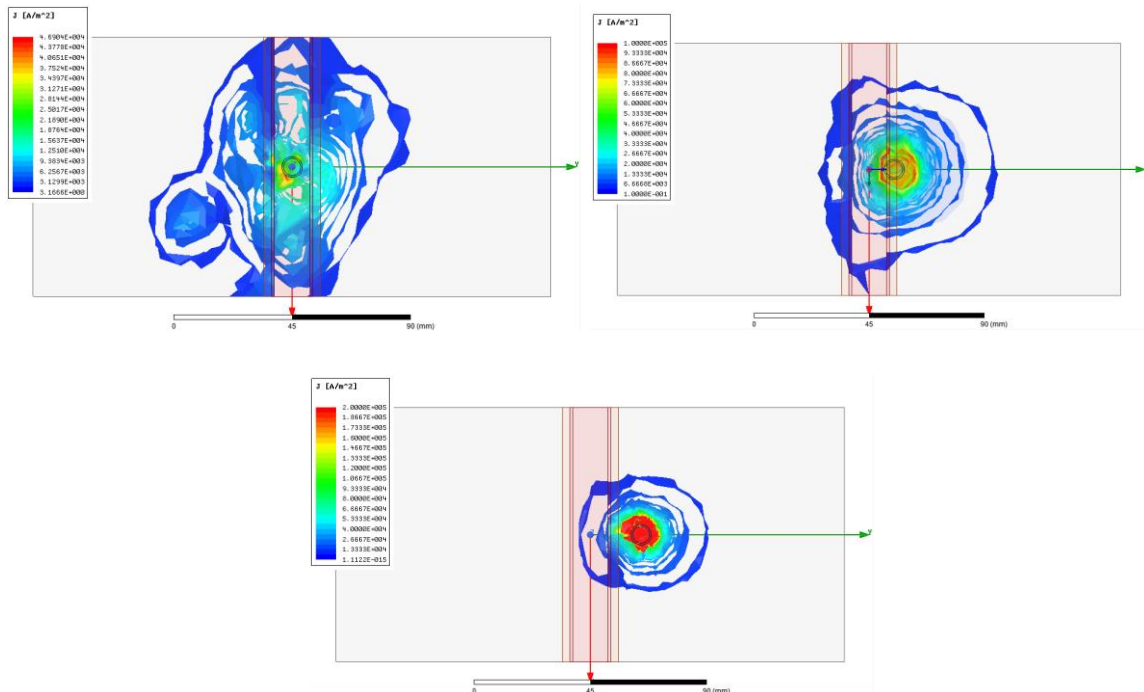 J [A/m^2]
4.6904E+004
4.3778E+004
4.0651E+004
3.7524E+004
3.4397E+004
3.1271E+004
2.8144E+004
2.5017E+004
2.1890E+004
1.8764E+004
1.5637E+004
1.2510E+004
9.3834E+003
6.2567E+003
3.1299E+003
3.1666E+000
Y
0 45 90 (mm)
J [A/m^2]
1.0000E+005
9.3333E+004
8.6667E+004
8.0000E+004
7.3333E+004
6.6667E+004
6.0000E+004
5.3333E+004
4.6667E+004
4.0000E+004
3.3333E+004
2.6667E+004
2.0000E+004
1.3333E+004
6.6668E+003
1.0000E-001
0 45 90 (mm)
J [A/m^2]
2.0000E+005
1.8667E+005
1.7333E+005
1.6000E+005
1.4667E+005
1.3333E+005
1.2000E+005
1.0667E+005
9.3333E+004
8.0000E+004
6.6667E+004
5.3333E+004
4.0000E+004
2.6667E+004
1.3333E+004
1.1122E-015
Y
0 45 90 (mm)